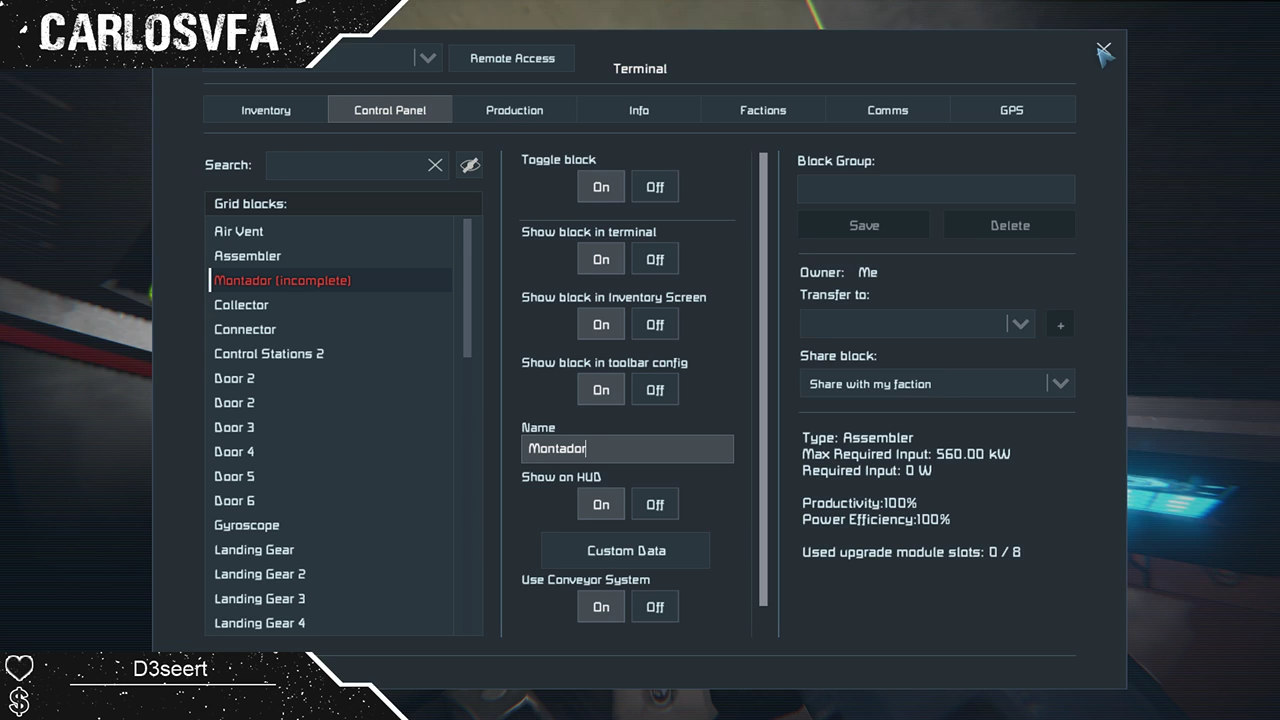 CARLOSVFA
Remote Access
Terminal
Inventory
Control Panel
Production
Info
Factions
Comms
GPS
Search:
Grid blocks:
Air Vent
Assembler
Montador (incomplete)
Collector
Connector
Control Stations 2
Door 2
Door 2
Door 3
Door 4
Door 5
Door 6
Gyroscope
Landing Gear
Landing Gear 2
Landing Gear 3
Landing Gear 4
Toggle block
On Off
Show block in terminal
On Off
Show block in Inventory Screen
On Off
Show block in toolbar config
On Off
Name
Montador
Show on HUD
On Off
Custom Data
Use Conveyor System
On Off
Block Group:
Save Delete
Owner: Me
Transfer to:
+
Share block:
Share with my faction
Type: Assembler
Max Required Input: 560.00 kW
Required Input: 0 W
Productivity:100%
Power Efficiency:100%
Used upgrade module slots: 0 / 8
D3seert
$